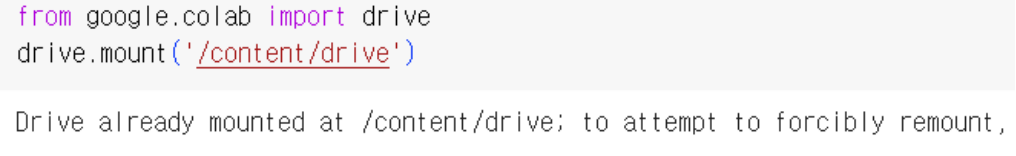 from google.colab import drive
drive.mount('/content/drive')
Drive already mounted at /content/drive; to attempt to forcibly remount,